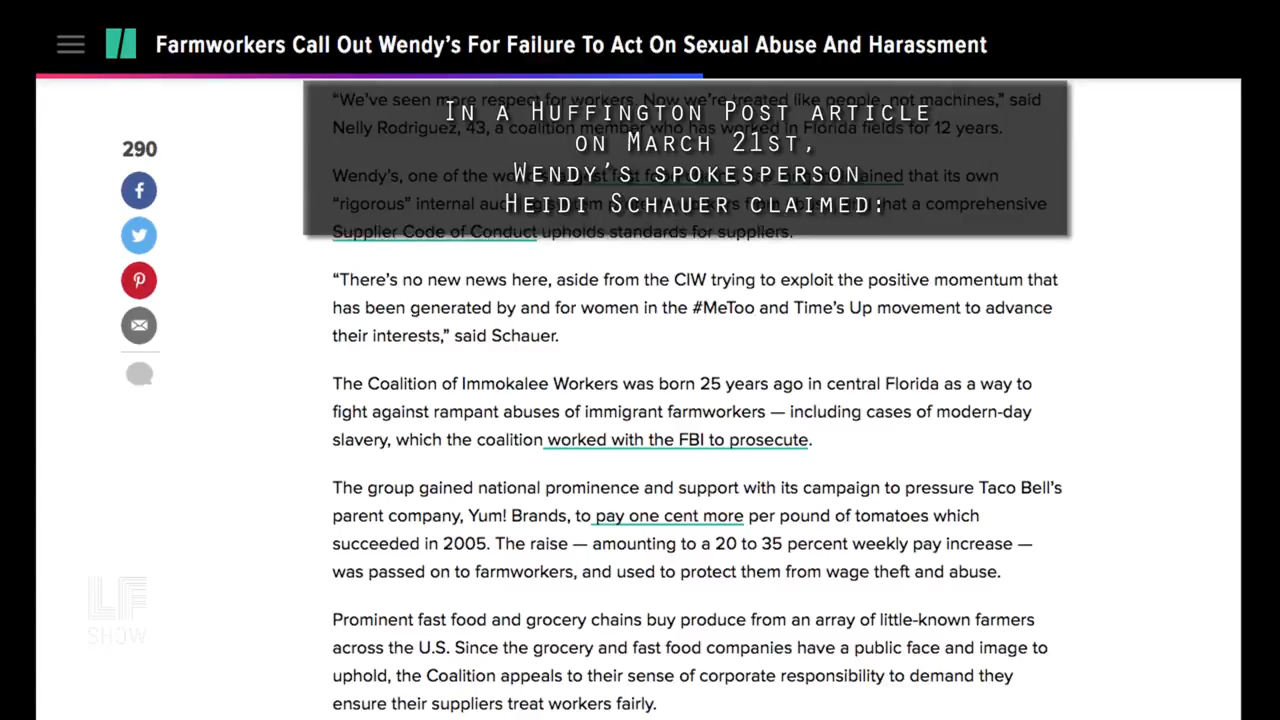 Farmworkers Call Out Wendy's For Failure To Act On Sexual Abuse And Harassment
290
In a Huffington Post article
on March 21st,
Wendy's spokesperson
Heidi Schauer claimed:
“We've seen more respect for workers. Now we're treated like people, not machines,” said
Nelly Rodriguez, 43, a coalition member who has worked in Florida fields for 12 years.
Wendy's, one of the that its own
“rigorous” internal that a comprehensive
Supplier Code of Conduct upholds standards for suppliers.
“There's no new news here, aside from the CIW trying to exploit the positive momentum that
has been generated by and for women in the #MeToo and Time's Up movement to advance
their interests,” said Schauer.
The Coalition of Immokalee Workers was born 25 years ago in central Florida as a way to
fight against rampant abuses of immigrant farmworkers — including cases of modern-day
slavery, which the coalition worked with the FBI to prosecute.
The group gained national prominence and support with its campaign to pressure Taco Bell's
parent company, Yum! Brands, to pay one cent more per pound of tomatoes which
succeeded in 2005. The raise — amounting to a 20 to 35 percent weekly pay increase —
was passed on to farmworkers, and used to protect them from wage theft and abuse.
Prominent fast food and grocery chains buy produce from an array of little-known farmers
across the U.S. Since the grocery and fast food companies have a public face and image to
uphold, the Coalition appeals to their sense of corporate responsibility to demand they
ensure their suppliers treat workers fairly.
LF
SHOW